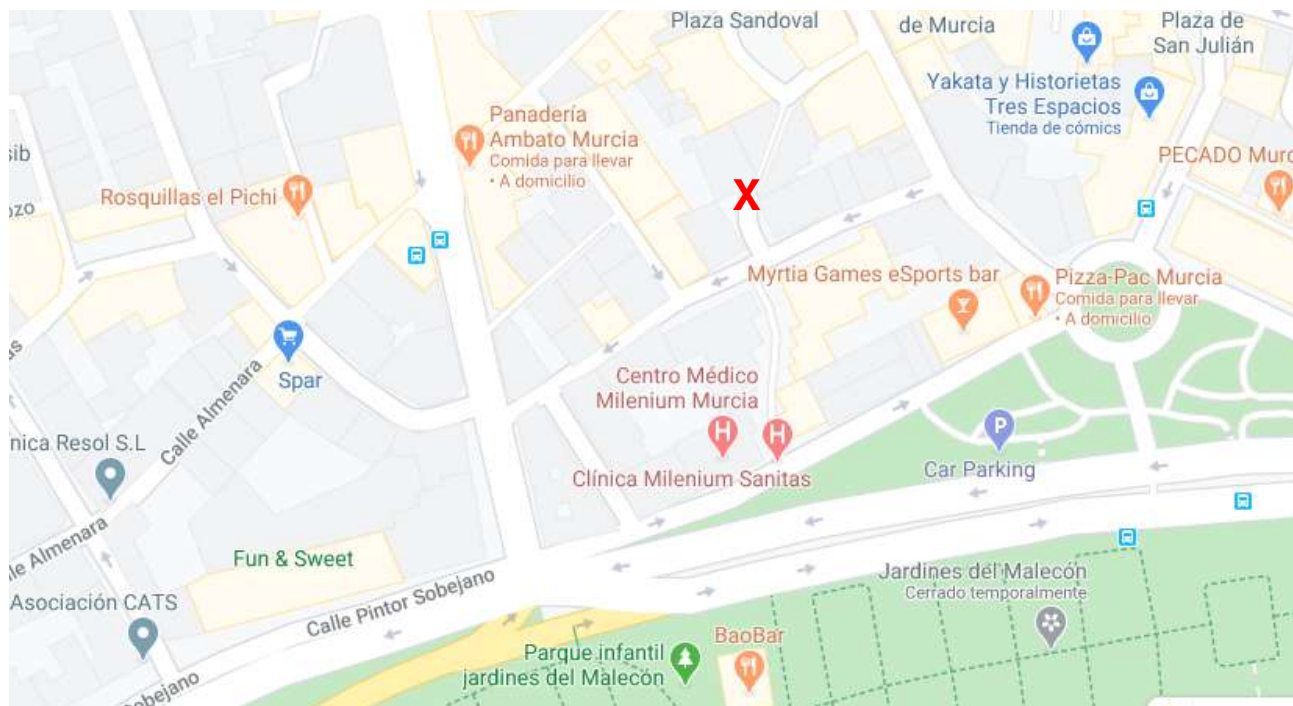 Plaza Sandoval
de Murcia
Plaza de
San Julián
Yakata y Historietas
Tres Espacios
Tienda de cómics
Panadería
Ambato Murcia
Comida para llevar
• A domicilio
sib
PECADO Murc
Rosquillas el Pichi
X
ozo
Myrtia Games eSports bar
Pizza-Pac Murcia
Comida para llevar
• A domicilio
Spar
Centro Médico
Milenium Murcia
H
H
P
Calle Almenara
nica Resol S.L
Clínica Milenium Sanitas
Car Parking
lle Almenara
Fun & Sweet
Jardines del Malecón
Cerrado temporalmente
Asociación CATS
Calle Pintor Sobejano
BaoBar
Parque infantil
jardines del Malecón
Sobejano